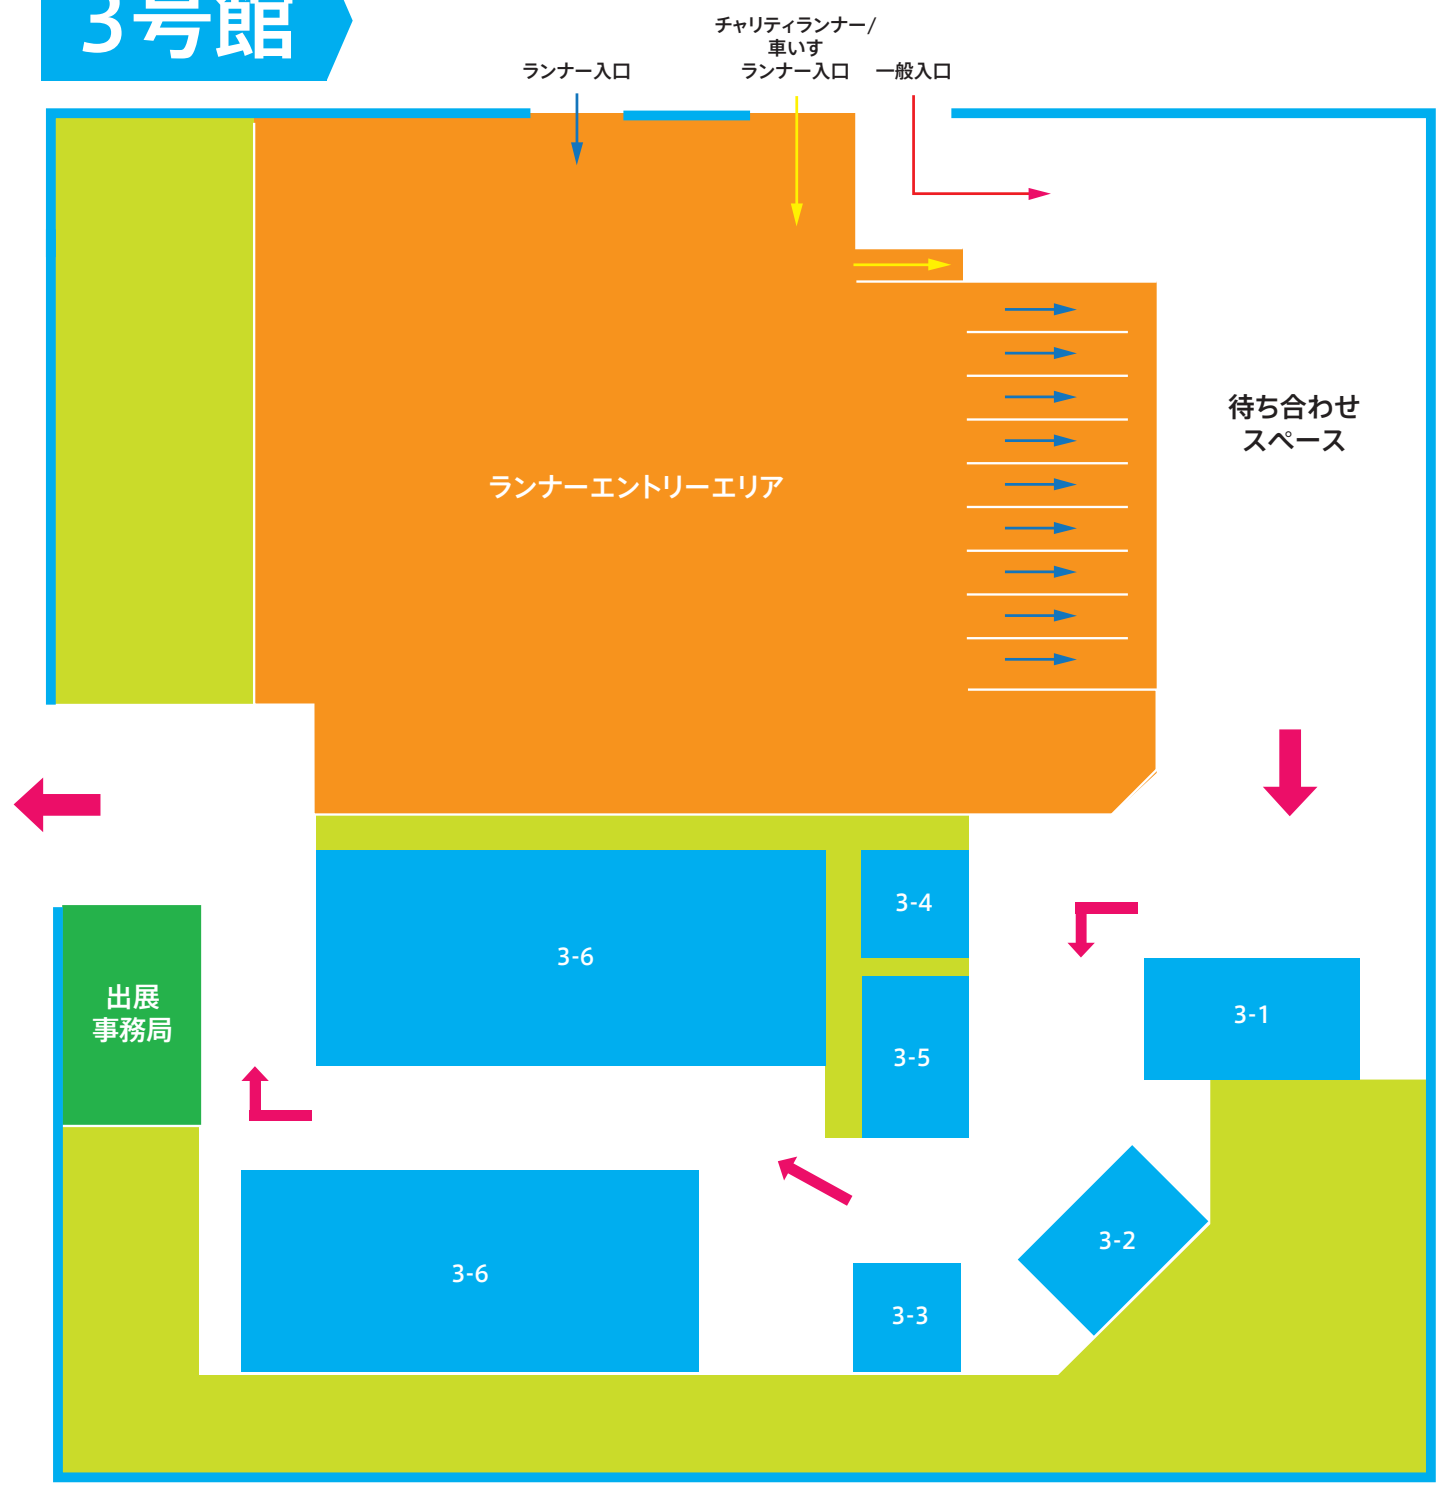 3号館
チャリティランナー/
車いす
ランナー入口
ランナー入口
一般入口
待ち合わせ
スペース
ランナーエントリーエリア
3-4
3-6
出展
事務局
3-1
3-5
3-2
3-6
3-3